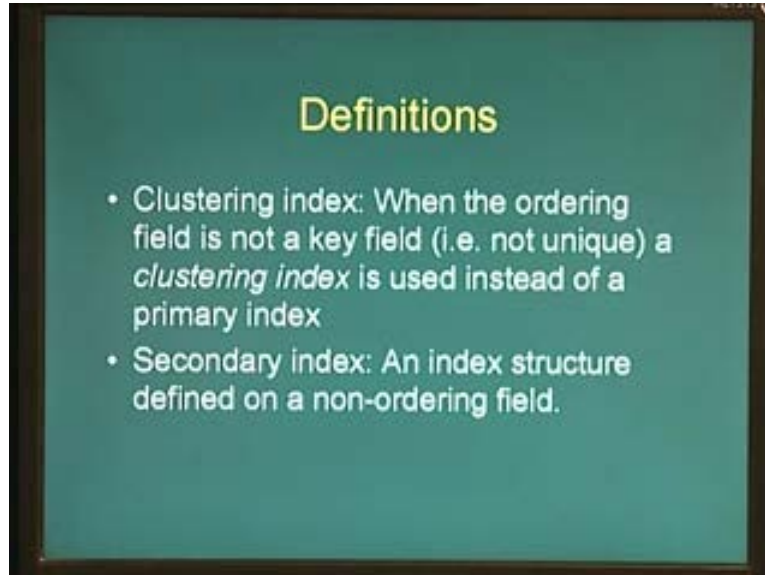 Definitions
• Clustering index: When the ordering
field is not a key field (i.e. not unique) a
clustering index is used instead of a
primary index
• Secondary index: An index structure
defined on a non-ordering field.